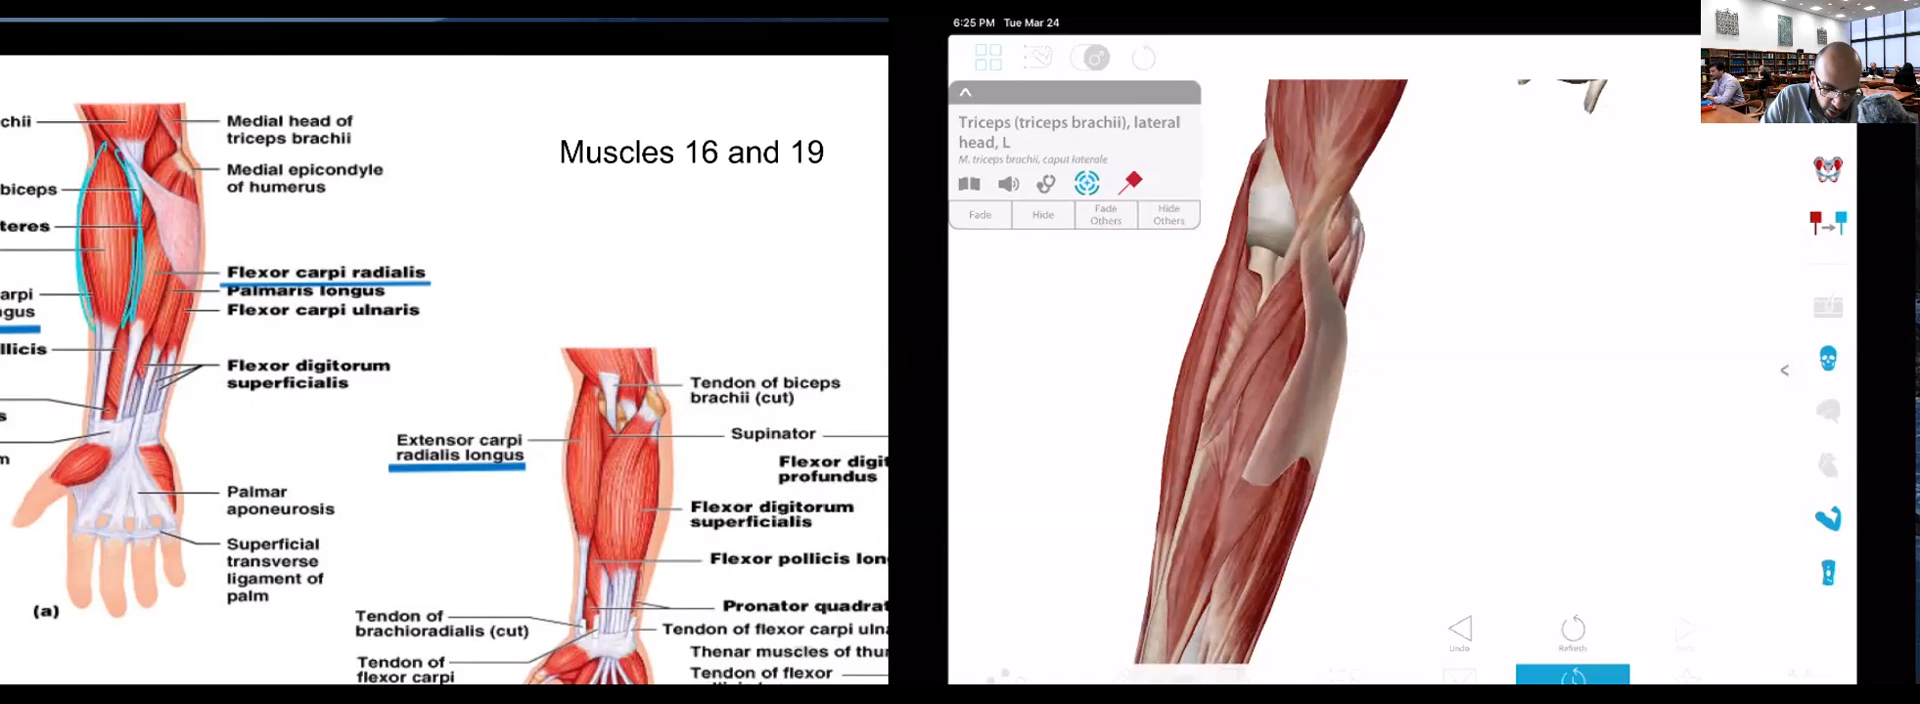 chii
Medial head of
triceps brachii
Medial epicondyle
of humerus
biceps
teres
Flexor carpi radialis
Palmaris longus
Flexor carpi ulnaris
arpi
gus
llicis
Flexor digitorum
superficialis
s
m
Palmar
aponeurosis
Superficial
transverse
ligament of
palm
(a)
Muscles 16 and 19
Tendon of biceps
brachii (cut)
Extensor carpi
radialis longus
Supinator
Flexor digit
profundus
Flexor digitorum
superficialis
Flexor pollicis lon
Pronator quadrat
Tendon of
brachioradialis (cut)
Tendon of flexor carpi ulna
Thenar muscles of thu
Tendon of
flexor carpi
Tendon of flexor
6:25 PM Tue Mar 24
Triceps (triceps brachii), lateral
head, L
M. triceps brachii, caput laterale
Fade
Hide
Fade
Others
Hide
Others
Undo
Refresh